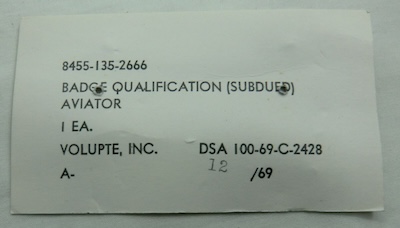 8455-135-2666
BADGE QUALIFICATION (SUBDUED)
AVIATOR
1 EA.
VOLUPTE, INC. DSA 100-69-C-2428
A- 12 /69